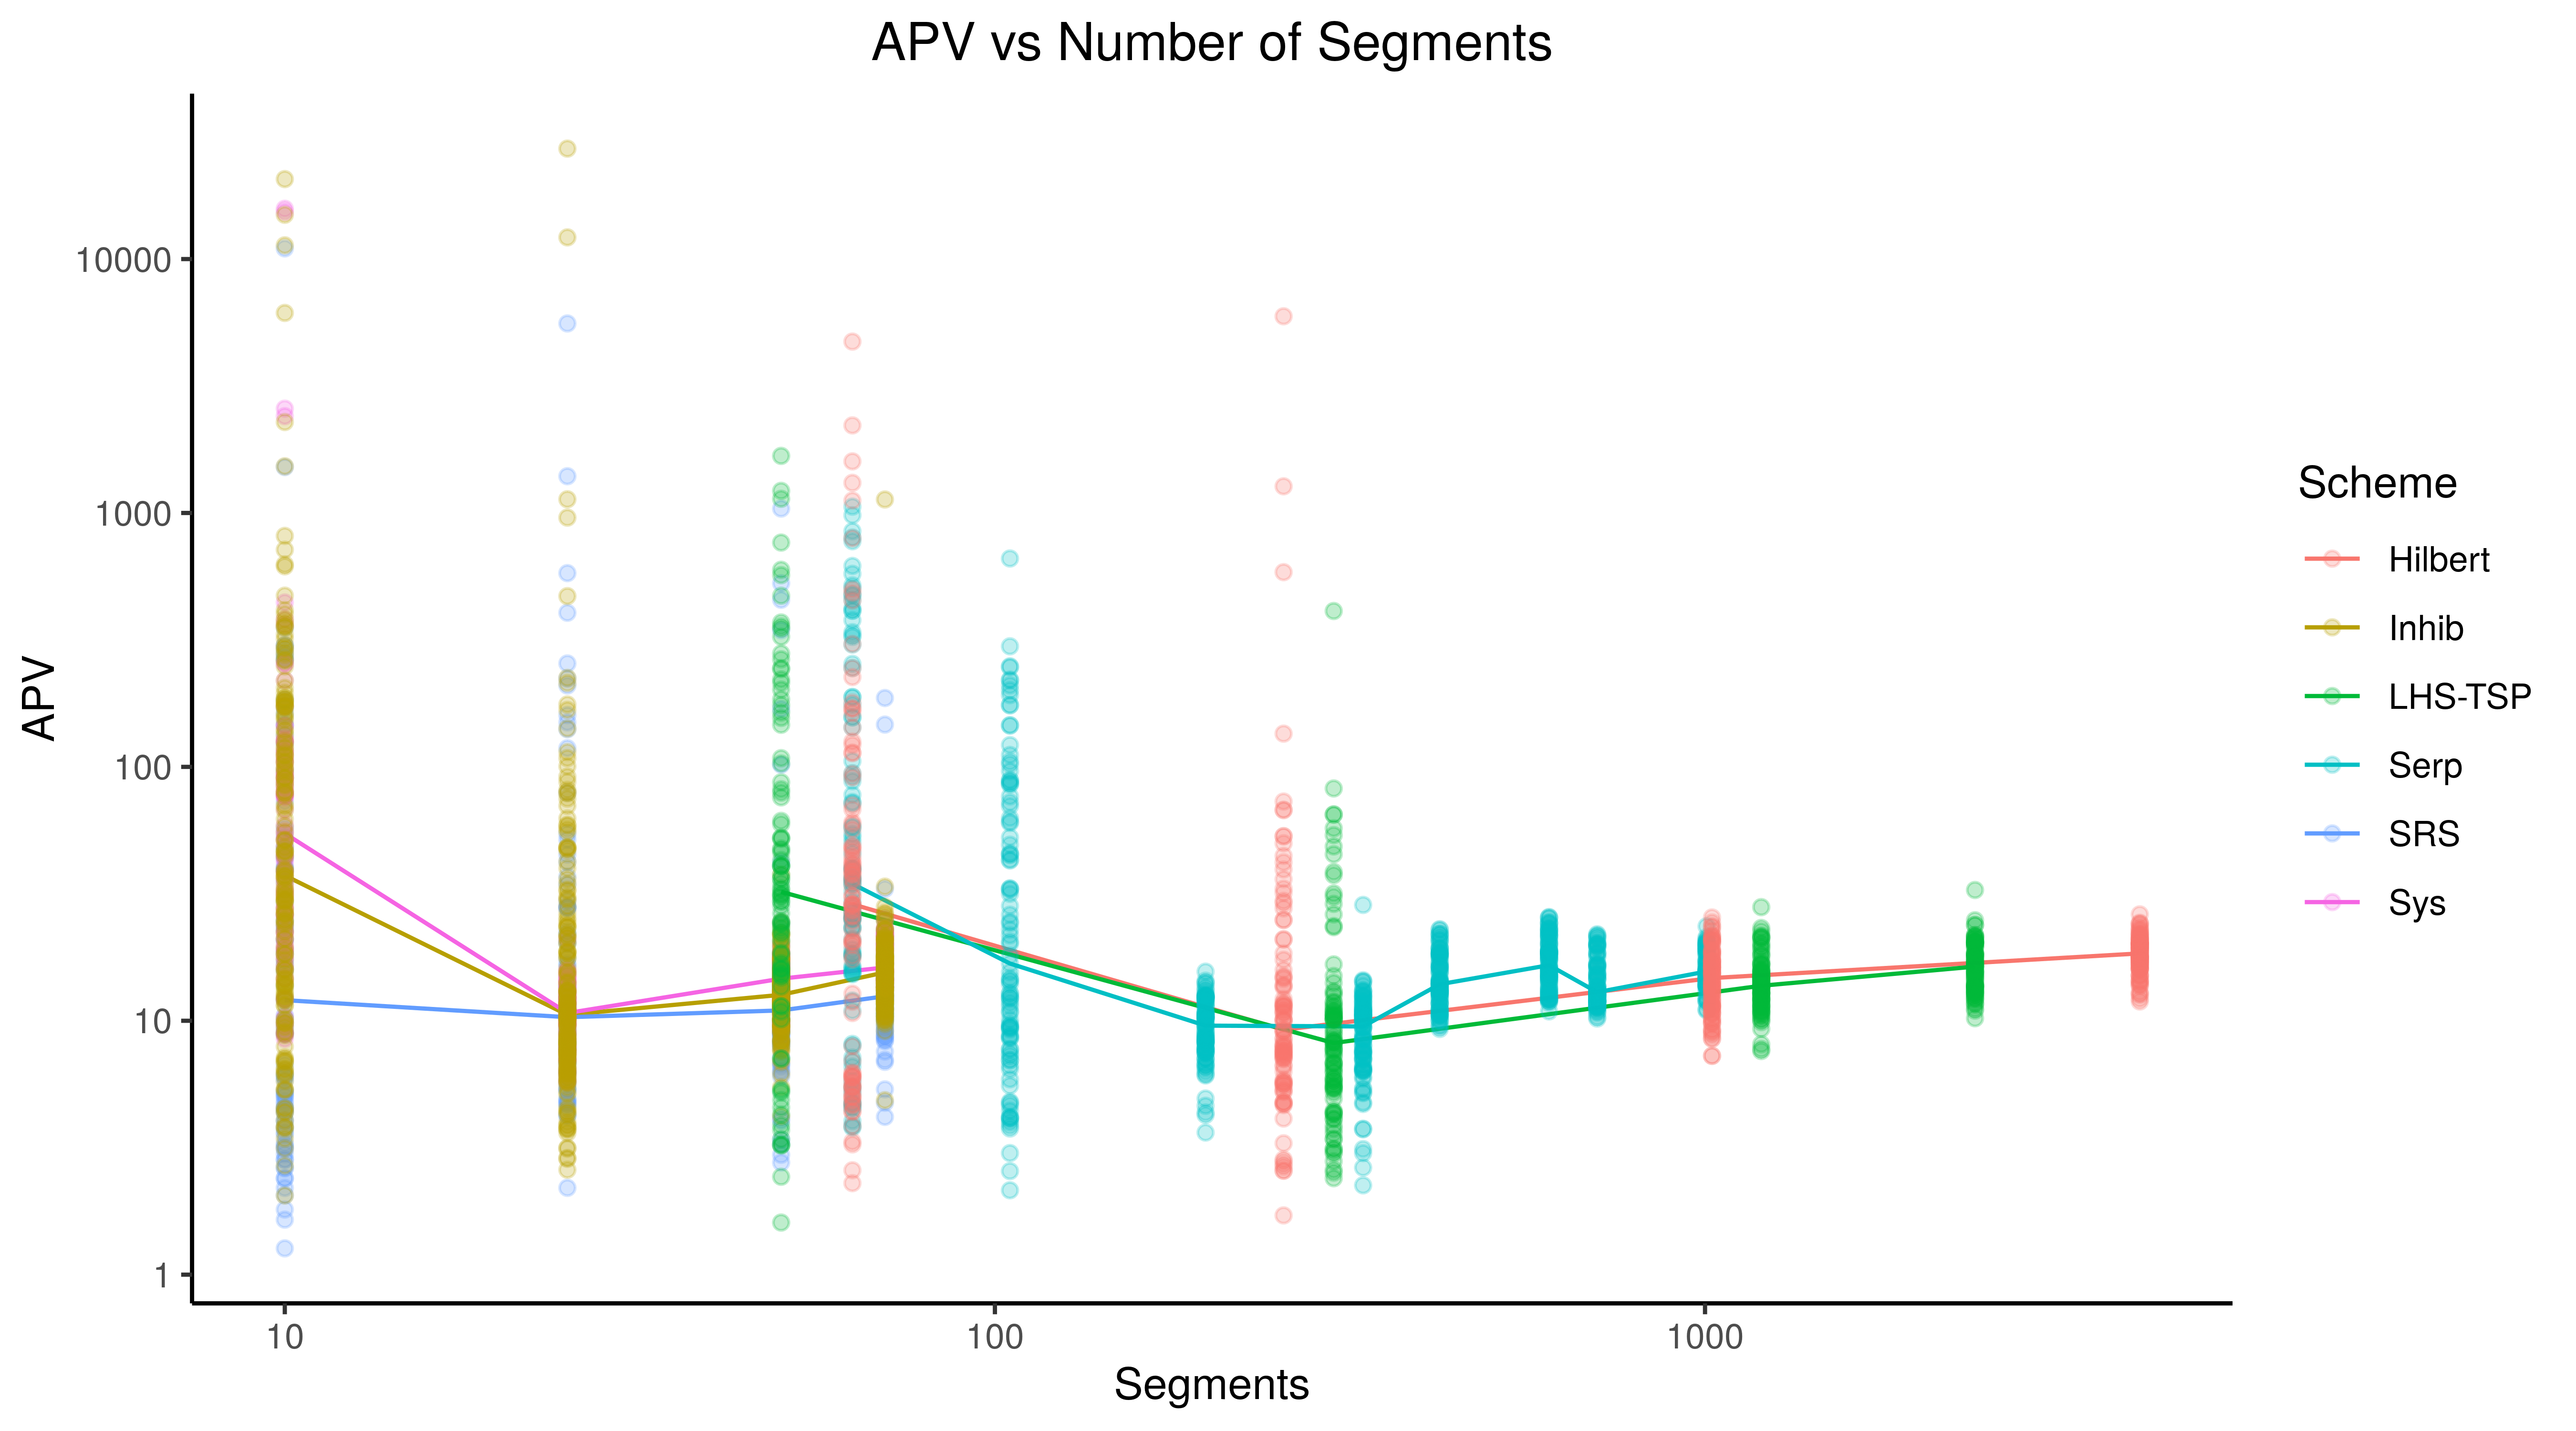 APV vs Number of Segments
APV
10000
1000
100
10
1
10
100
1000
Segments
Scheme
Hilbert
Inhib
LHS-TSP
Serp
SRS
Sys